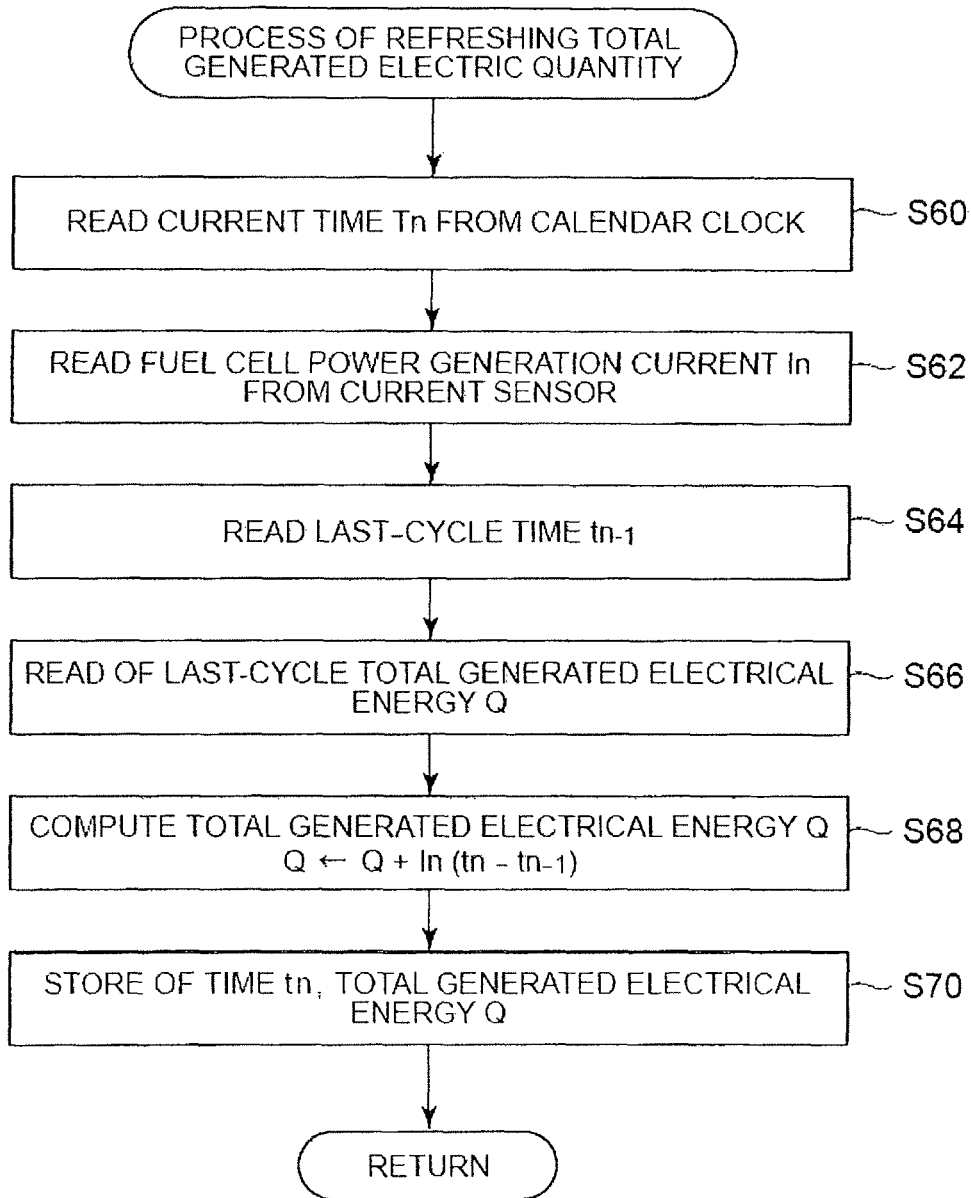 PROCESS OF REFRESHING TOTAL
GENERATED ELECTRIC QUANTITY
READ CURRENT TIME Tn FROM CALENDAR CLOCK
S60
READ FUEL CELL POWER GENERATION CURRENT In
FROM CURRENT SENSOR
S62
READ LAST-CYCLE TIME tn-1
S64
READ OF LAST-CYCLE TOTAL GENERATED ELECTRICAL
ENERGY Q
S66
COMPUTE TOTAL GENERATED ELECTRICAL ENERGY Q
Q ← Q + In (tn - tn-1)
S68
STORE OF TIME tn, TOTAL GENERATED ELECTRICAL
ENERGY Q
S70
RETURN